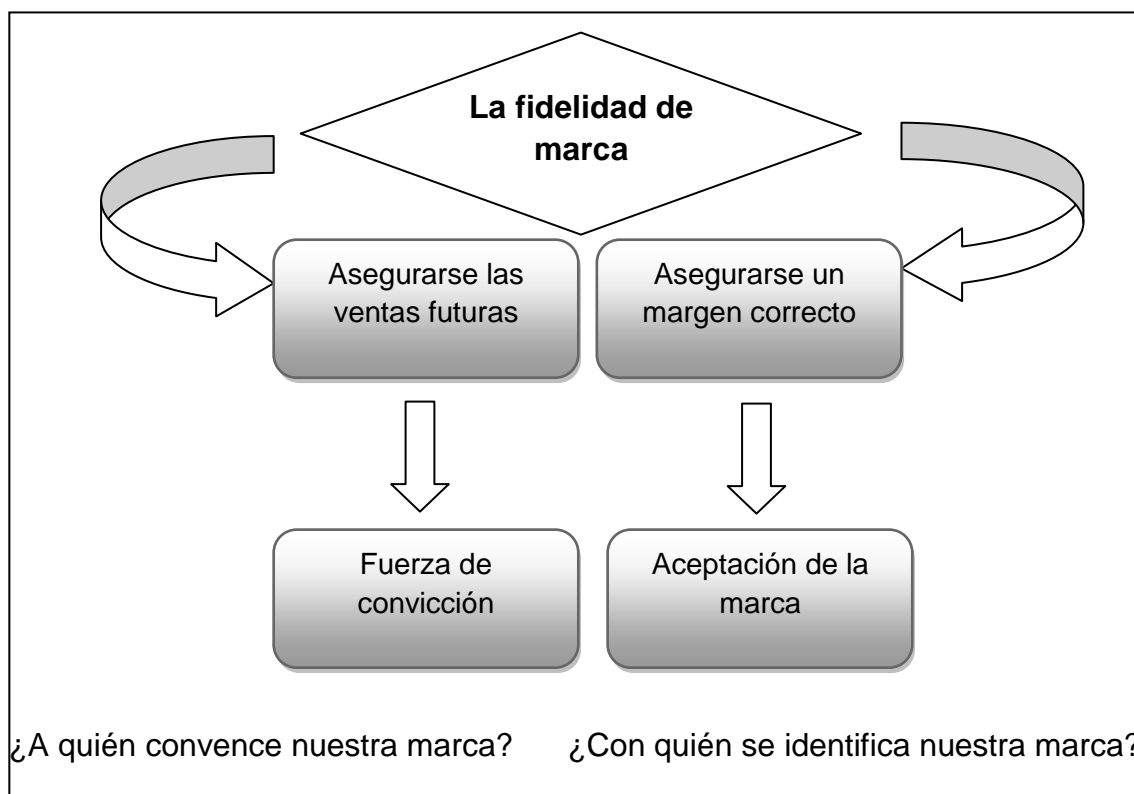 La fidelidad de
marca
Asegurarse las
ventas futuras
Asegurarse un
margen correcto
Fuerza de
convicción
Aceptación de la
marca
¿A quién convence nuestra marca?
¿Con quién se identifica nuestra marca?